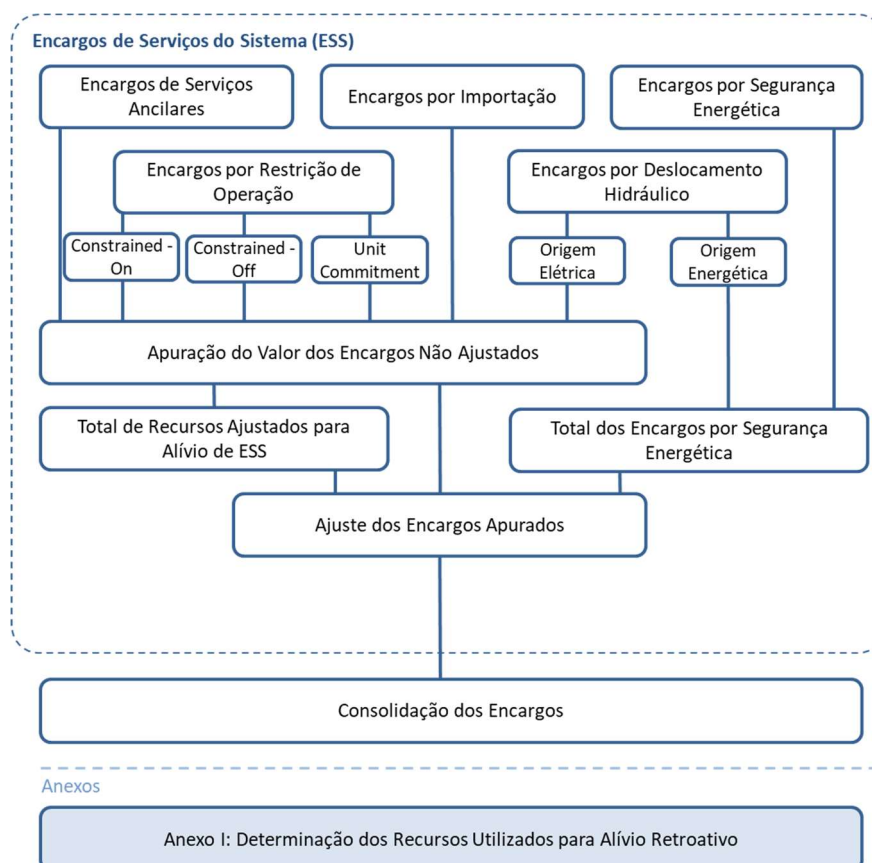 Encargos de Serviços do Sistema (ESS)
Encargos de Serviços
Ancilares
Encargos por Importação
Encargos por Segurança
Energética
Encargos por Restrição de
Operação
Encargos por Deslocamento
Hidráulico
Constrained -
On
Constrained -
Off
Unit
Commitment
Origem
Elétrica
Origem
Energética
Apuração do Valor dos Encargos Não Ajustados
Total de Recursos Ajustados para
Alívio de ESS
Total dos Encargos por Segurança
Energética
Ajuste dos Encargos Apurados
Consolidação dos Encargos
Anexos
Anexo I: Determinação dos Recursos Utilizados para Alívio Retroativo